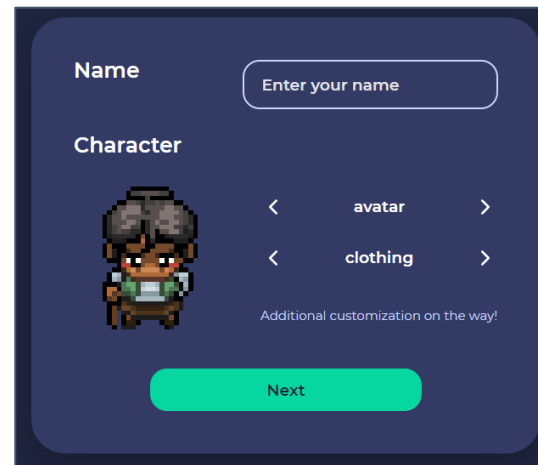 Name
Enter your name
Character
avatar
clothing
Additional customization on the way!
Next